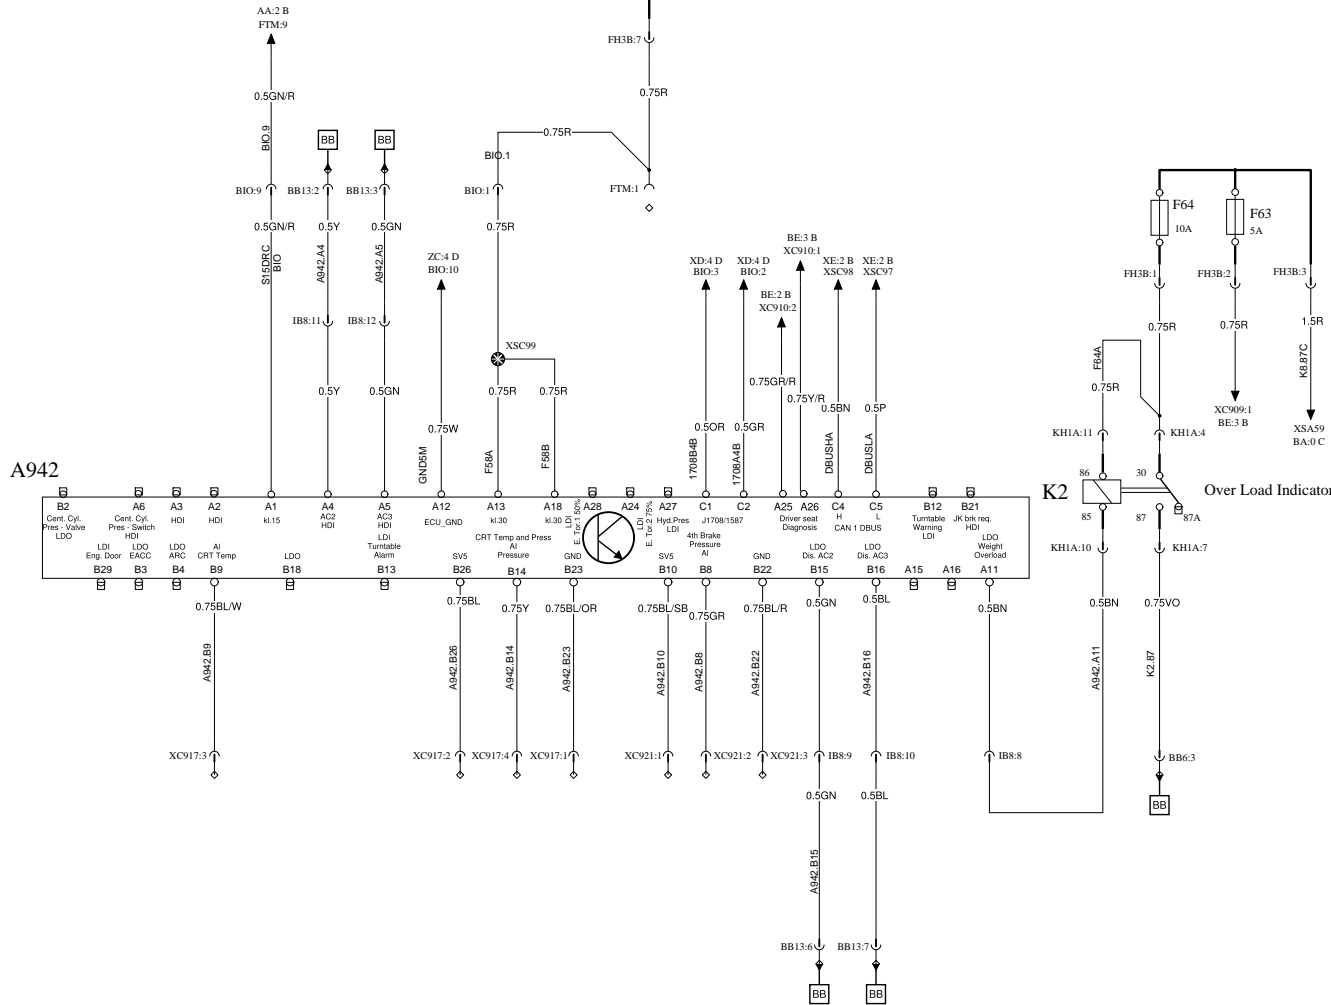 AA:2 B
FTM:9
FH3B:7
0.5GN/R
0.75R
BIO.9
BB
BB
0.75R
BIO.1
BIO:9
BB13:2
BB13:3
BIO:1
FTM:1
0.5GN/R
0.5Y
0.5GN
0.75R
S15DRC
BIO
A942.A4
A942.A5
ZC:4 D
BIO:10
XD:4 D
BIO:3
XD:4 D
BIO:2
BE:3 B
XC910:1
XE:2 B
XSC98
XE:2 B
XSC97
BE:2 B
XC910:2
F64
10A
F63
5A
FH3B:1
FH3B:2
FH3B:3
IB8:11
IB8:12
XSC99
0.75R
0.75R
1.5R
F64A
K8.87C
0.5Y
0.5GN
0.75R
0.75R
0.75GR/R
0.75Y/R
0.5BN
0.5P
0.75R
XC909:1
BE:3 B
XSA59
BA:0 C
0.75W
0.5OR
0.5GR
KH1A:11
KH1A:4
GND5M
F58A
F58B
1708B4B
1708A4B
DBUSHA
DBUSLA
A942
86
30
K2
Over Load Indicator
85
87
87A
B2
A6
A3
A2
A1
A4
A5
A12
A13
A18
A28
A24
A27
C1
C2
A25
A26
C4
C5
B12
B21
Cent. Cyl.
Pres - Valve
LDO
Cent. Cyl.
Pres - Switch
HDI
HDI
HDI
kl.15
AC2
HDI
AC3
HDI
ECU_GND
kl.30
kl.30
LDI
E. Tor.1 50%
LDI
E. Tor.2 75%
Hyd.Pres
LDI
J1708/1587
Driver seat
Diagnosis
H
L
CAN 1 DBUS
Turntable
Warning
LDI
JK brk req.
HDI
LDI
Eng. Door
LDO
EACC
LDO
ARC
AI
CRT Temp
LDO
LDI
Turntable
Alarm
SV5
CRT Temp and Press
AI
Pressure
GND
SV5
4th Brake
Pressure
AI
GND
LDO
Dis. AC2
LDO
Dis. AC3
LDO
Weight
Overload
B29
B3
B4
B9
B18
B13
B26
B14
B23
B10
B8
B22
B15
B16
A15
A16
A11
KH1A:10
KH1A:7
0.75BL/W
0.75BL
0.75Y
0.75BL/OR
0.75BL/SB
0.75GR
0.75BL/R
0.5GN
0.5BL
0.5BN
0.5BN
0.75VO
A942.B9
A942.B26
A942.B14
A942.B23
A942.B10
A942.B8
A942.B22
A942.B16
A942.A11
K2.87
XC917:3
XC917:2
XC917:4
XC917:1
XC921:1
XC921:2
XC921:3
IB8:9
IB8:10
IB8:8
BB6:3
0.5GN
0.5BL
BB
A942.B15
BB13:6
BB13:7
BB
BB